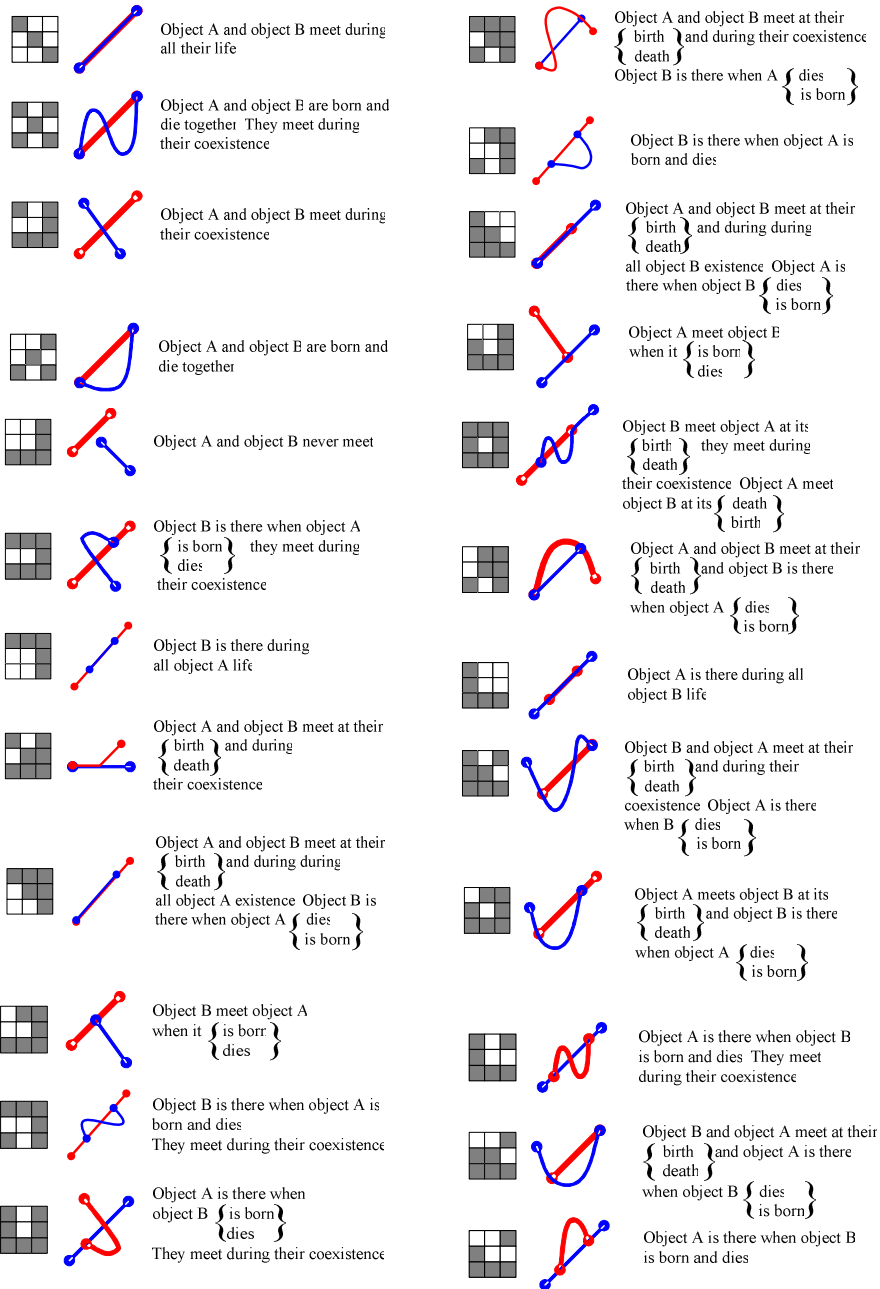 Object A and object B meet during
all their life
Object A and object B are born and
die together They meet during
their coexistence
Object A and object B meet during
their coexistence
Object A and object B are born and
die together
Object A and object B never meet
Object B is there when object A
is born
dies
they meet during
their coexistence
Object B is there during
all object A life
Object A and object B meet at their
birth
death
and during
their coexistence
Object A and object B meet at their
birth
death
and during during
all object A existence Object B is
there when object A
dies
is born
Object B meet object A
when it
is born
dies
Object B is there when object A is
born and dies
They meet during their coexistence
Object A is there when
object B
is born
dies
They meet during their coexistence
Object A and object B meet at their
birth
death
and during their coexistence
Object B is there when A
dies
is born
Object B is there when object A is
born and dies
Object A and object B meet at their
birth
death
and during during
all object B existence Object A is
there when object B
dies
is born
Object A meet object B
when it
is born
dies
Object B meet object A at its
birth
death
they meet during
their coexistence Object A meet
object B at its
death
birth
Object A and object B meet at their
birth
death
and object B is there
when object A
dies
is born
Object A is there during all
object B life
Object B and object A meet at their
birth
death
and during their
coexistence Object A is there
when B
dies
is born
Object A meets object B at its
birth
death
and object B is there
when object A
dies
is born
Object A is there when object B
is born and dies They meet
during their coexistence
Object B and object A meet at their
birth
death
and object A is there
when object B
dies
is born
Object A is there when object B
is born and dies